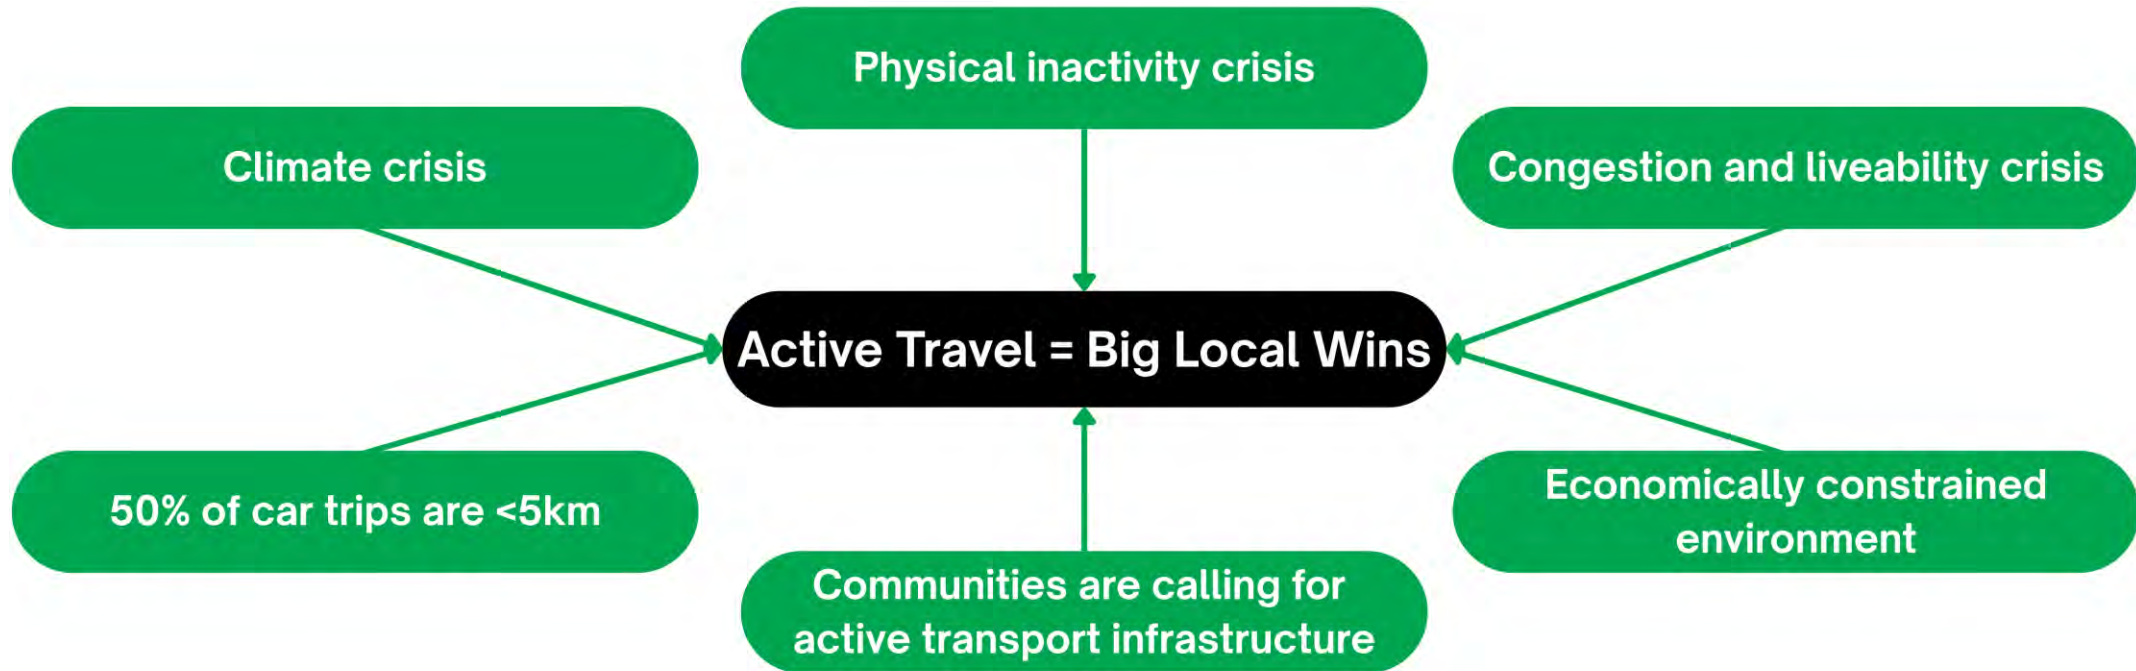 Physical inactivity crisis
Climate crisis
Congestion and liveability crisis
Active Travel = Big Local Wins
50% of car trips are <5km
Economically constrained
environment
Communities are calling for
active transport infrastructure